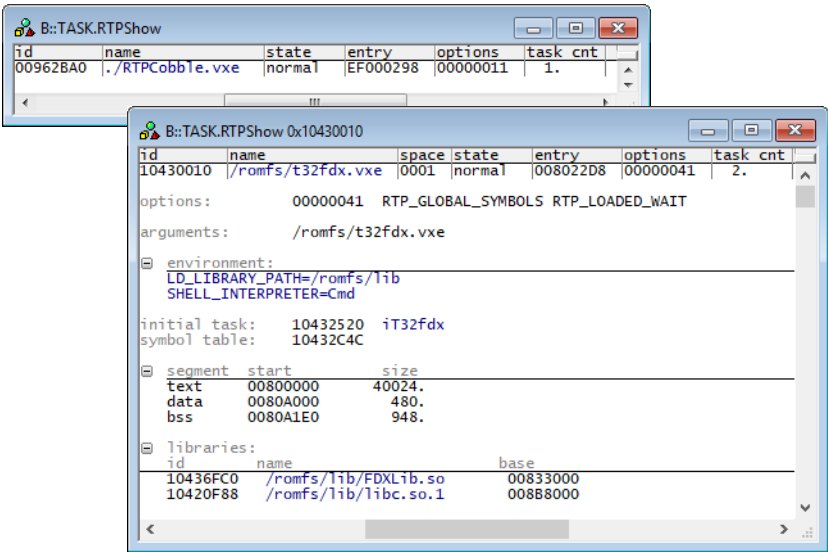 B::TASK.RTPShow
id name state entry options task cnt
00962BA0 ./RTPCobble.vxe normal EF000298 00000011 1.
B::TASK.RTPShow 0x10430010
id name space state entry options task cnt
10430010 /romfs/t32fdx.vxe 0001 normal 008022D8 00000041 2.
options: 00000041 RTP_GLOBAL_SYMBOLS RTP_LOADED_WAIT
arguments: /romfs/t32fdx.vxe
environment:
LD_LIBRARY_PATH=/romfs/lib
SHELL_INTERPRETER=Cmd
initial task: 10432520 iT32fdx
symbol table: 10432C4C
segment start size
text 00800000 40024.
data 0080A000 480.
bss 0080A1E0 948.
libraries:
id name base
10436FC0 /romfs/lib/FDXLib.so 00833000
10420F88 /romfs/lib/libc.so.1 008B8000